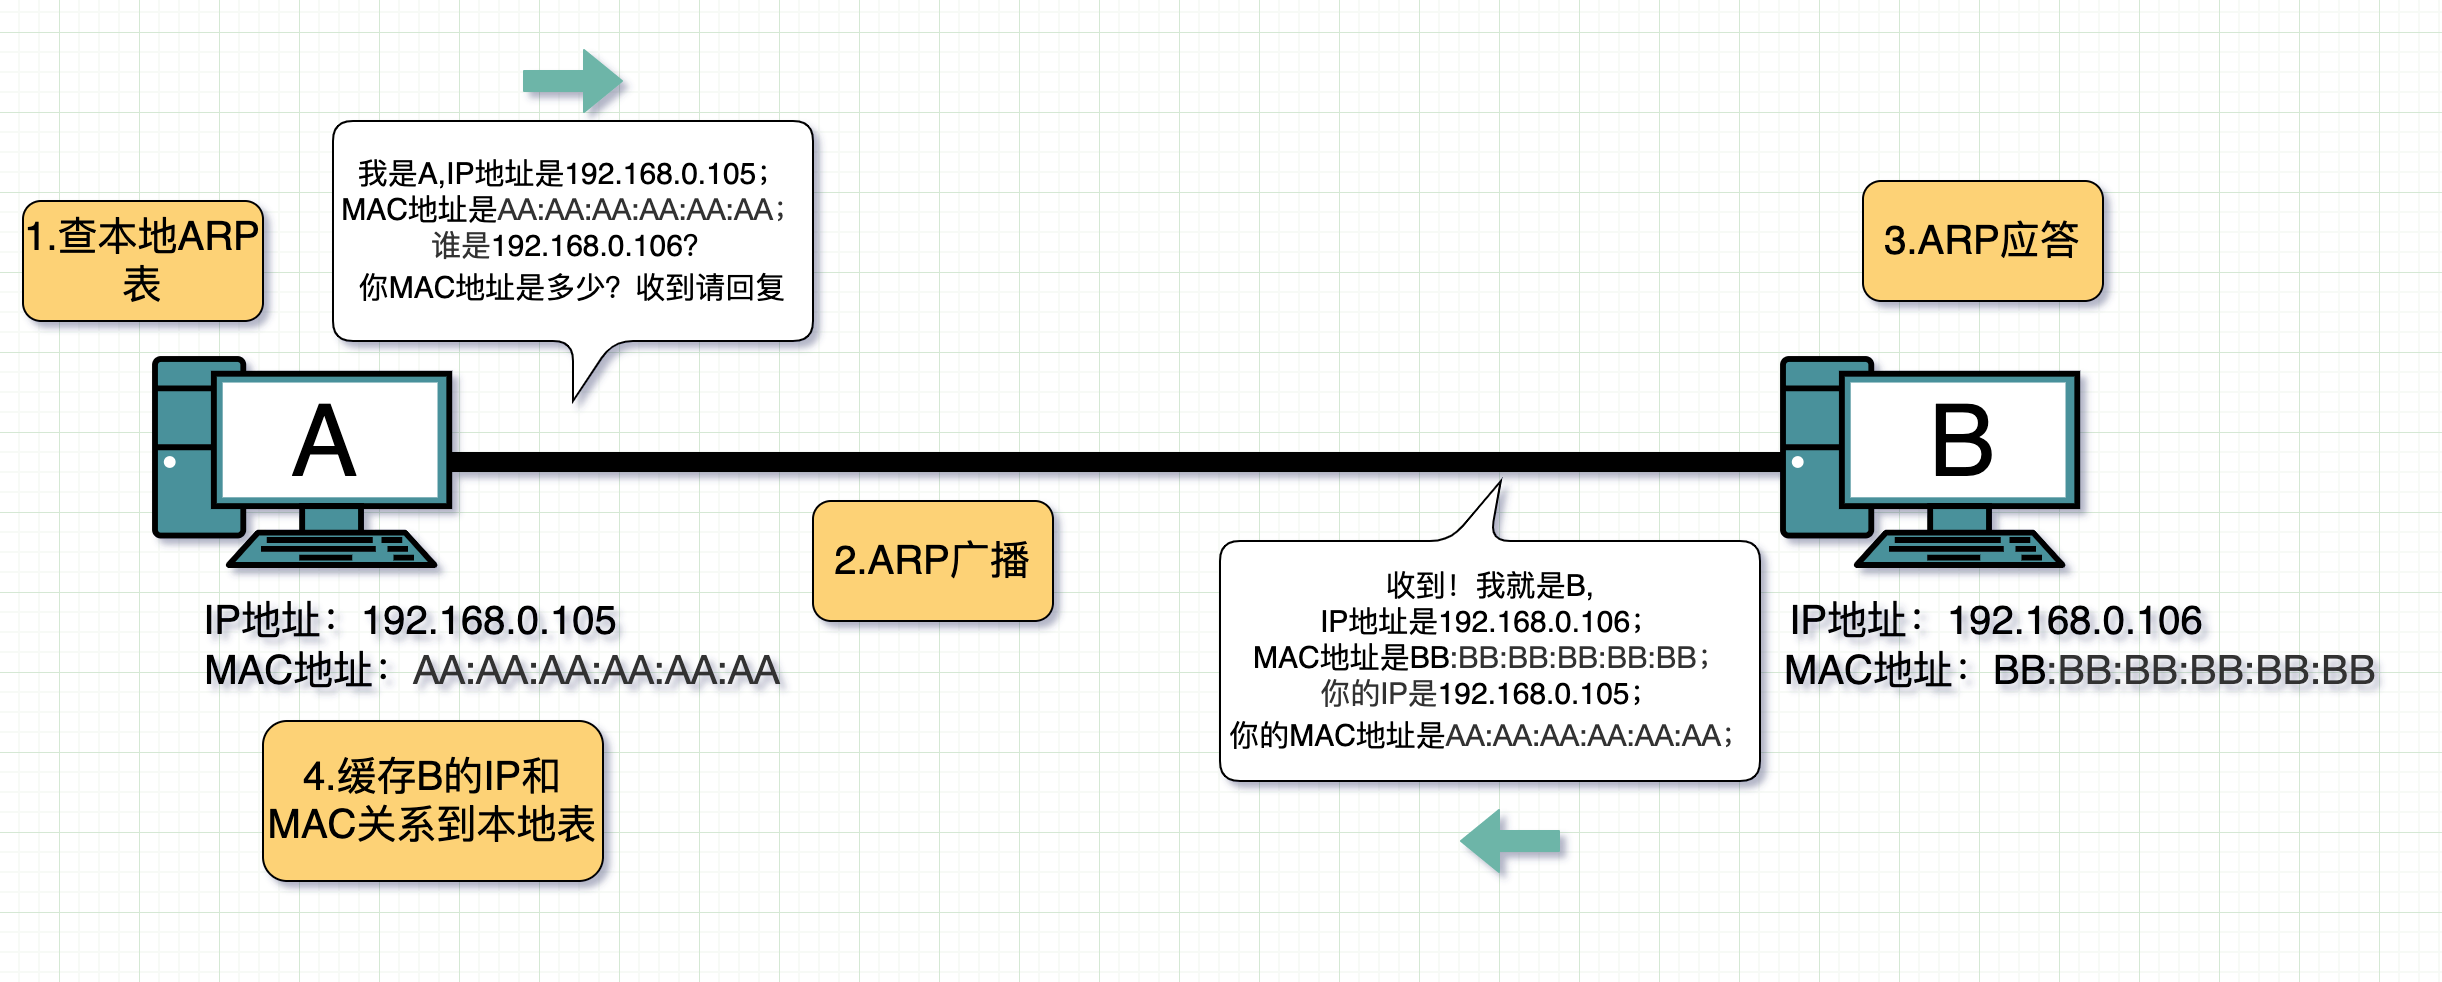 我是A,IP地址是192.168.0.105；
MAC地址是AA:AA:AA:AA:AA:AA；
谁是192.168.0.106？
你MAC地址是多少？收到请回复
1.查本地ARP
表
3.ARP应答
A
B
2.ARP广播
收到！我就是B,
IP地址是192.168.0.106；
MAC地址是BB:BB:BB:BB:BB:BB；
你的IP是192.168.0.105；
你的MAC地址是AA:AA:AA:AA:AA:AA；
IP地址：192.168.0.105
MAC地址：AA:AA:AA:AA:AA:AA
IP地址：192.168.0.106
MAC地址：BB:BB:BB:BB:BB:BB
4.缓存B的IP和
MAC关系到本地表